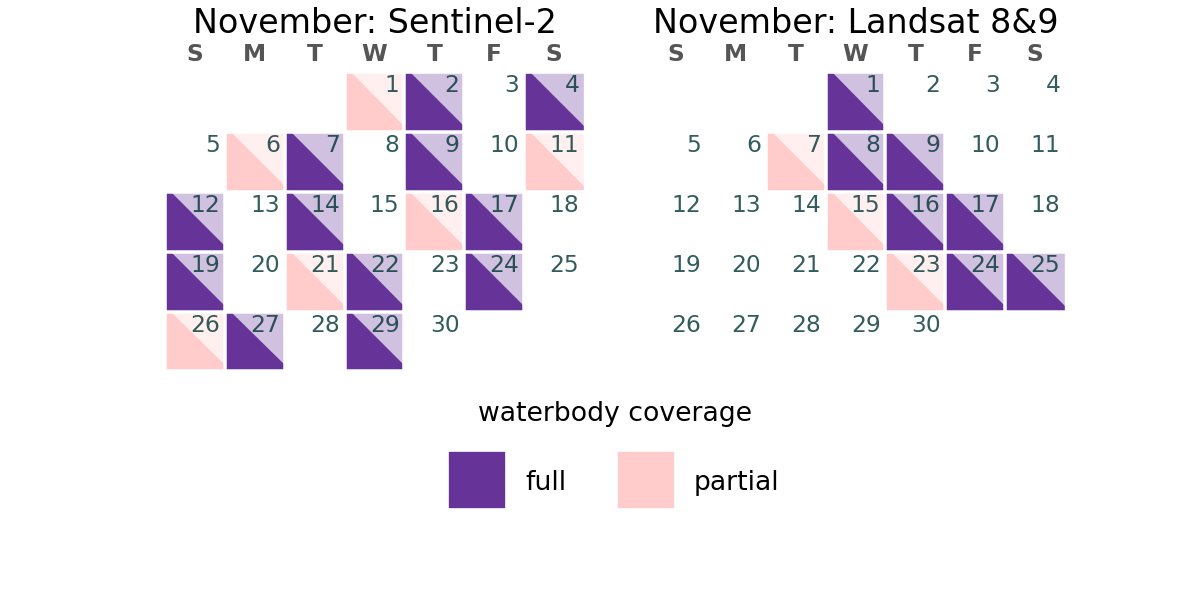 November: Sentinel-2
S M T W T F S
1 2 3 4
5 6 7 8 9 10 11
12 13 14 15 16 17 18
19 20 21 22 23 24 25
26 27 28 29 30
November: Landsat 8&9
S M T W T F S
1 2 3 4
5 6 7 8 9 10 11
12 13 14 15 16 17 18
19 20 21 22 23 24 25
26 27 28 29 30
waterbody coverage
full partial